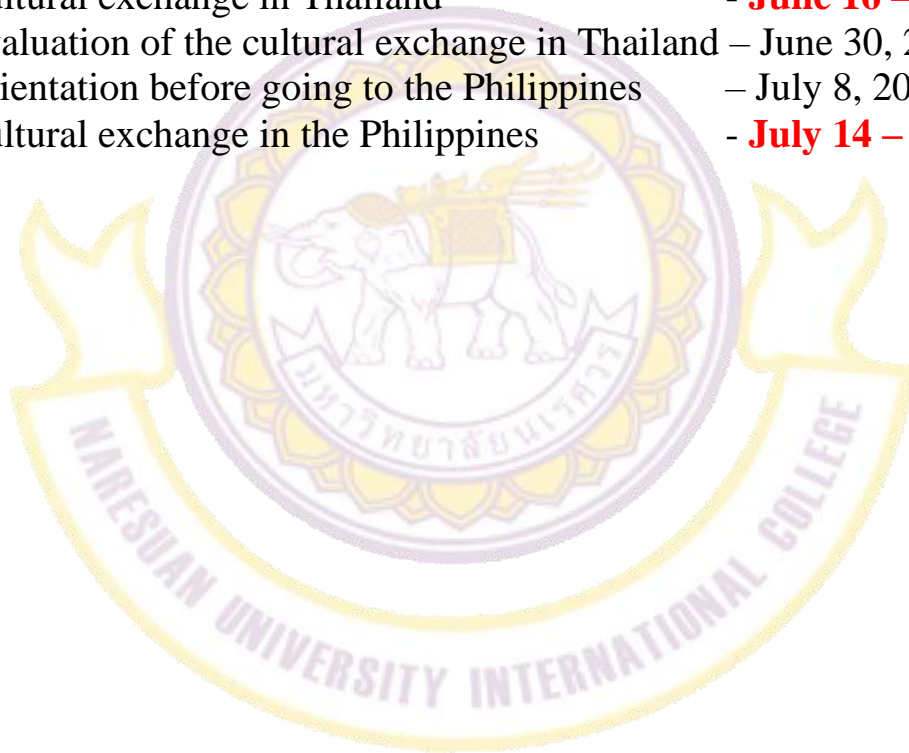 ultural exchange in Thailand - June 16 –
valuation of the cultural exchange in Thailand – June 30, 2
rientation before going to the Philippines – July 8, 20
ultural exchange in the Philippines - July 14 –
มหาวิทยาลัยนเรศวร
NARESUAN UNIVERSITY INTERNATIONAL COLLEGE